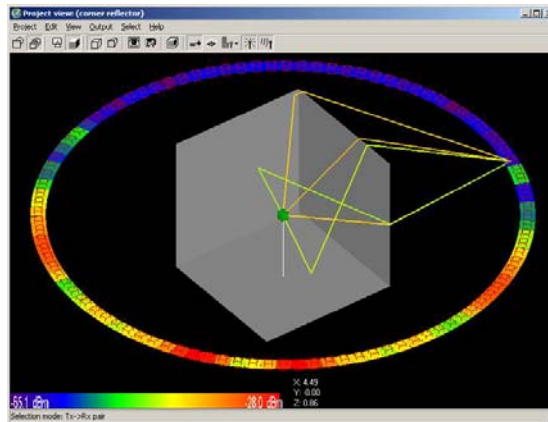 Project view: (corner reflector)
Project Edit View Output Select Help
X: 4.49
Y: -0.00
Z: 0.86
-55.1 dBm -28.0 dBm
Selection mode: Tx->Rx pair